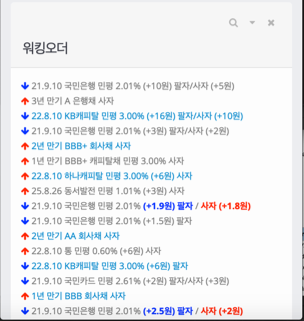 워킹오더
21.9.10 국민은행 민평 2.01% (+10원) 팔자/사자 (+5원)
3년 만기 A 은행채 사자
22.8.10 KB캐피탈 민평 3.00% (+16원) 팔자/사자 (+10원)
21.9.10 국민은행 민평 2.01% (+3원) 팔자/사자 (+2원)
2년 만기 BBB+ 회사채 사자
1년 만기 BBB+ 캐피탈채 민평 3.00% 사자
22.8.10 하나캐피탈 민평 3.00% (+6원) 사자
25.8.26 동서발전 민평 1.01% (+3원) 사자
21.9.10 국민은행 민평 2.01% (+1.9원) 팔자 / 사자 (+1.8원)
21.9.10 국민은행 민평 2.01% (+1.5원) 팔자
2년 만기 AA 회사채 사자
22.8.10 통 민평 0.60% (+6원) 사자
22.8.10 KB캐피탈 민평 3.00% (+6원) 팔자
21.9.10 국민카드 민평 2.61% (+2원) 팔자/사자 (+3원)
1년 만기 BBB 회사채 사자
21.9.10 국민은행 민평 2.01% (+2.5원) 팔자 / 사자 (+2원)